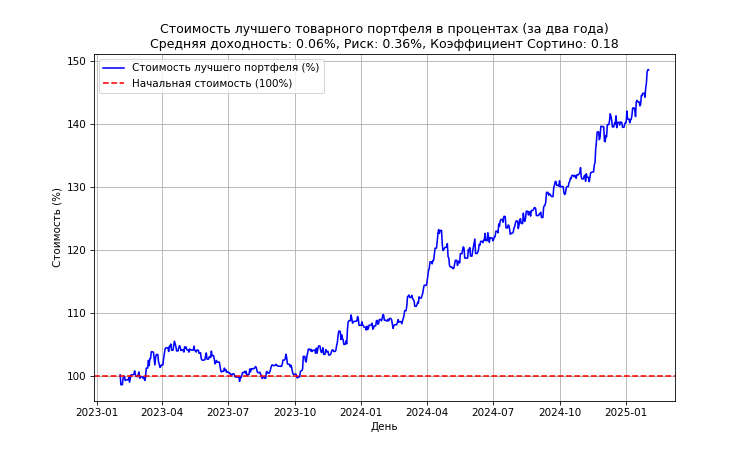 Стоимость лучшего товарного портфеля в процентах (за два года)
Средняя доходность: 0.06%, Риск: 0.36%, Коэффициент Сортино: 0.18
Стоимость лучшего портфеля (%)
Начальная стоимость (100%)
Стоимость (%)
150
140
130
120
110
100
2023-01 2023-04 2023-07 2023-10 2024-01 2024-04 2024-07 2024-10 2025-01
День